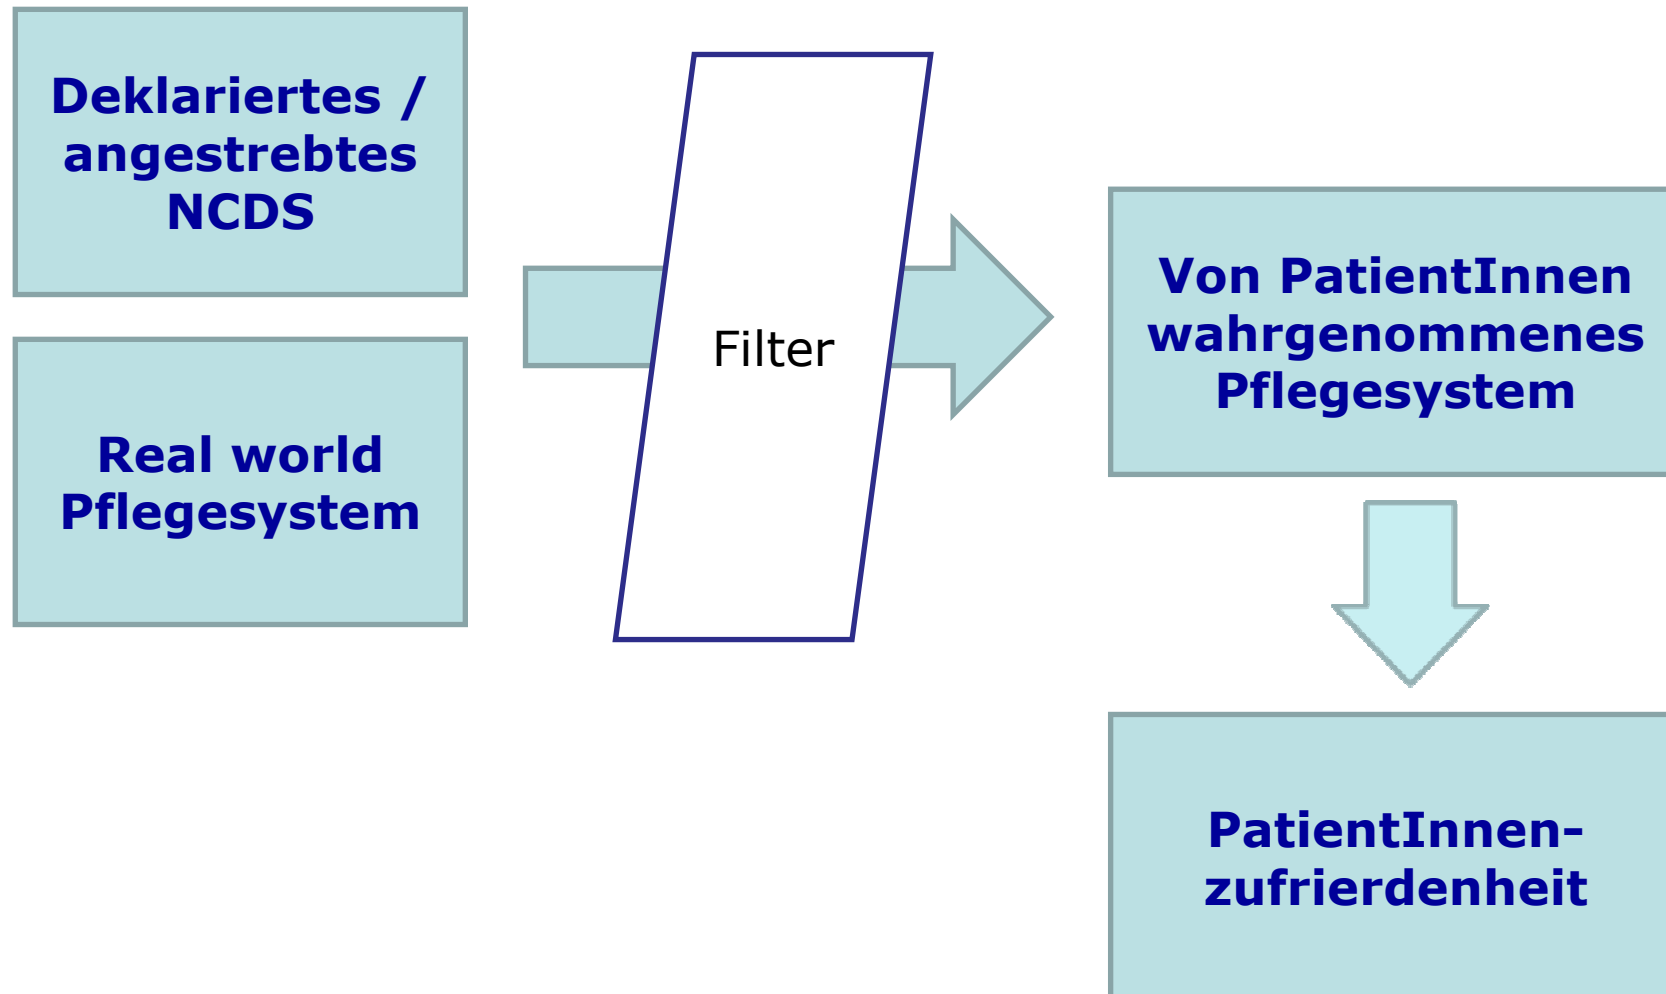 Deklariertes /
angestrebtes
NCDS
Real world
Pflegesystem
Filter
Von PatientInnen
wahrgenommenes
Pflegesystem
PatientInnen-
zufrierdenheit